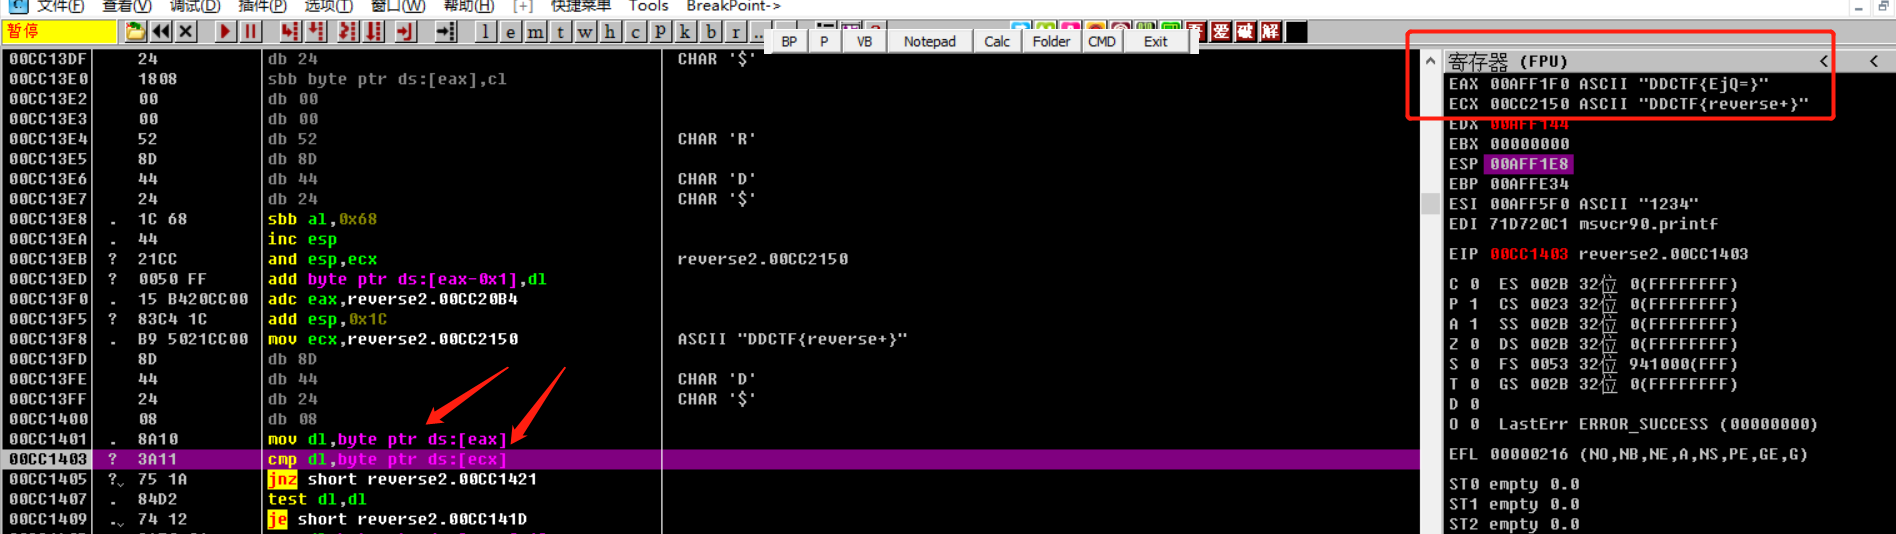 C 文件(F) 查看(V) 调试(D) 插件(P) 选项(T) 窗口(W) 帮助(H) [+] 快捷菜单 Tools BreakPoint->
暂停 l e m t w h c p k b r ... 吾 爱 破 解
BP P VB Notepad Calc Folder CMD Exit
00CC13DF 24 db 24 CHAR '$'
00CC13E0 1808 sbb byte ptr ds:[eax],cl
00CC13E2 00 db 00
00CC13E3 00 db 00
00CC13E4 52 db 52 CHAR 'R'
00CC13E5 8D db 8D
00CC13E6 44 db 44 CHAR 'D'
00CC13E7 24 db 24 CHAR '$'
00CC13E8 . 1C 68 sbb al,0x68
00CC13EA . 44 inc esp
00CC13EB ? 21CC and esp,ecx reverse2.00CC2150
00CC13ED ? 0050 FF add byte ptr ds:[eax-0x1],dl
00CC13F0 . 15 B420CC00 adc eax,reverse2.00CC20B4
00CC13F5 ? 83C4 1C add esp,0x1C
00CC13F8 . B9 5021CC00 mov ecx,reverse2.00CC2150 ASCII "DDCTF{reverse+}"
00CC13FD 8D db 8D
00CC13FE 44 db 44 CHAR 'D'
00CC13FF 24 db 24 CHAR '$'
00CC1400 08 db 08
00CC1401 . 8A10 mov dl,byte ptr ds:[eax]
00CC1403 ? 3A11 cmp dl,byte ptr ds:[ecx]
00CC1405 ? 75 1A jnz short reverse2.00CC1421
00CC1407 . 84D2 test dl,dl
00CC1409 . 74 12 je short reverse2.00CC141D
寄存器 (FPU) < <
EAX 00AFF1F0 ASCII "DDCTF{EjQ=}"
ECX 00CC2150 ASCII "DDCTF{reverse+}"
EDX 00AFF144
EBX 00000000
ESP 00AFF1E8
EBP 00AFFE34
ESI 00AFF5F0 ASCII "1234"
EDI 71D720C1 msvcr90.printf
EIP 00CC1403 reverse2.00CC1403
C 0 ES 002B 32位 0(FFFFFFFF)
P 1 CS 0023 32位 0(FFFFFFFF)
A 1 SS 002B 32位 0(FFFFFFFF)
Z 0 DS 002B 32位 0(FFFFFFFF)
S 0 FS 0053 32位 941000(FFF)
T 0 GS 002B 32位 0(FFFFFFFF)
D 0
O 0 LastErr ERROR_SUCCESS (00000000)
EFL 00000216 (NO,NB,NE,A,NS,PE,GE,G)
ST0 empty 0.0
ST1 empty 0.0
ST2 empty 0.0